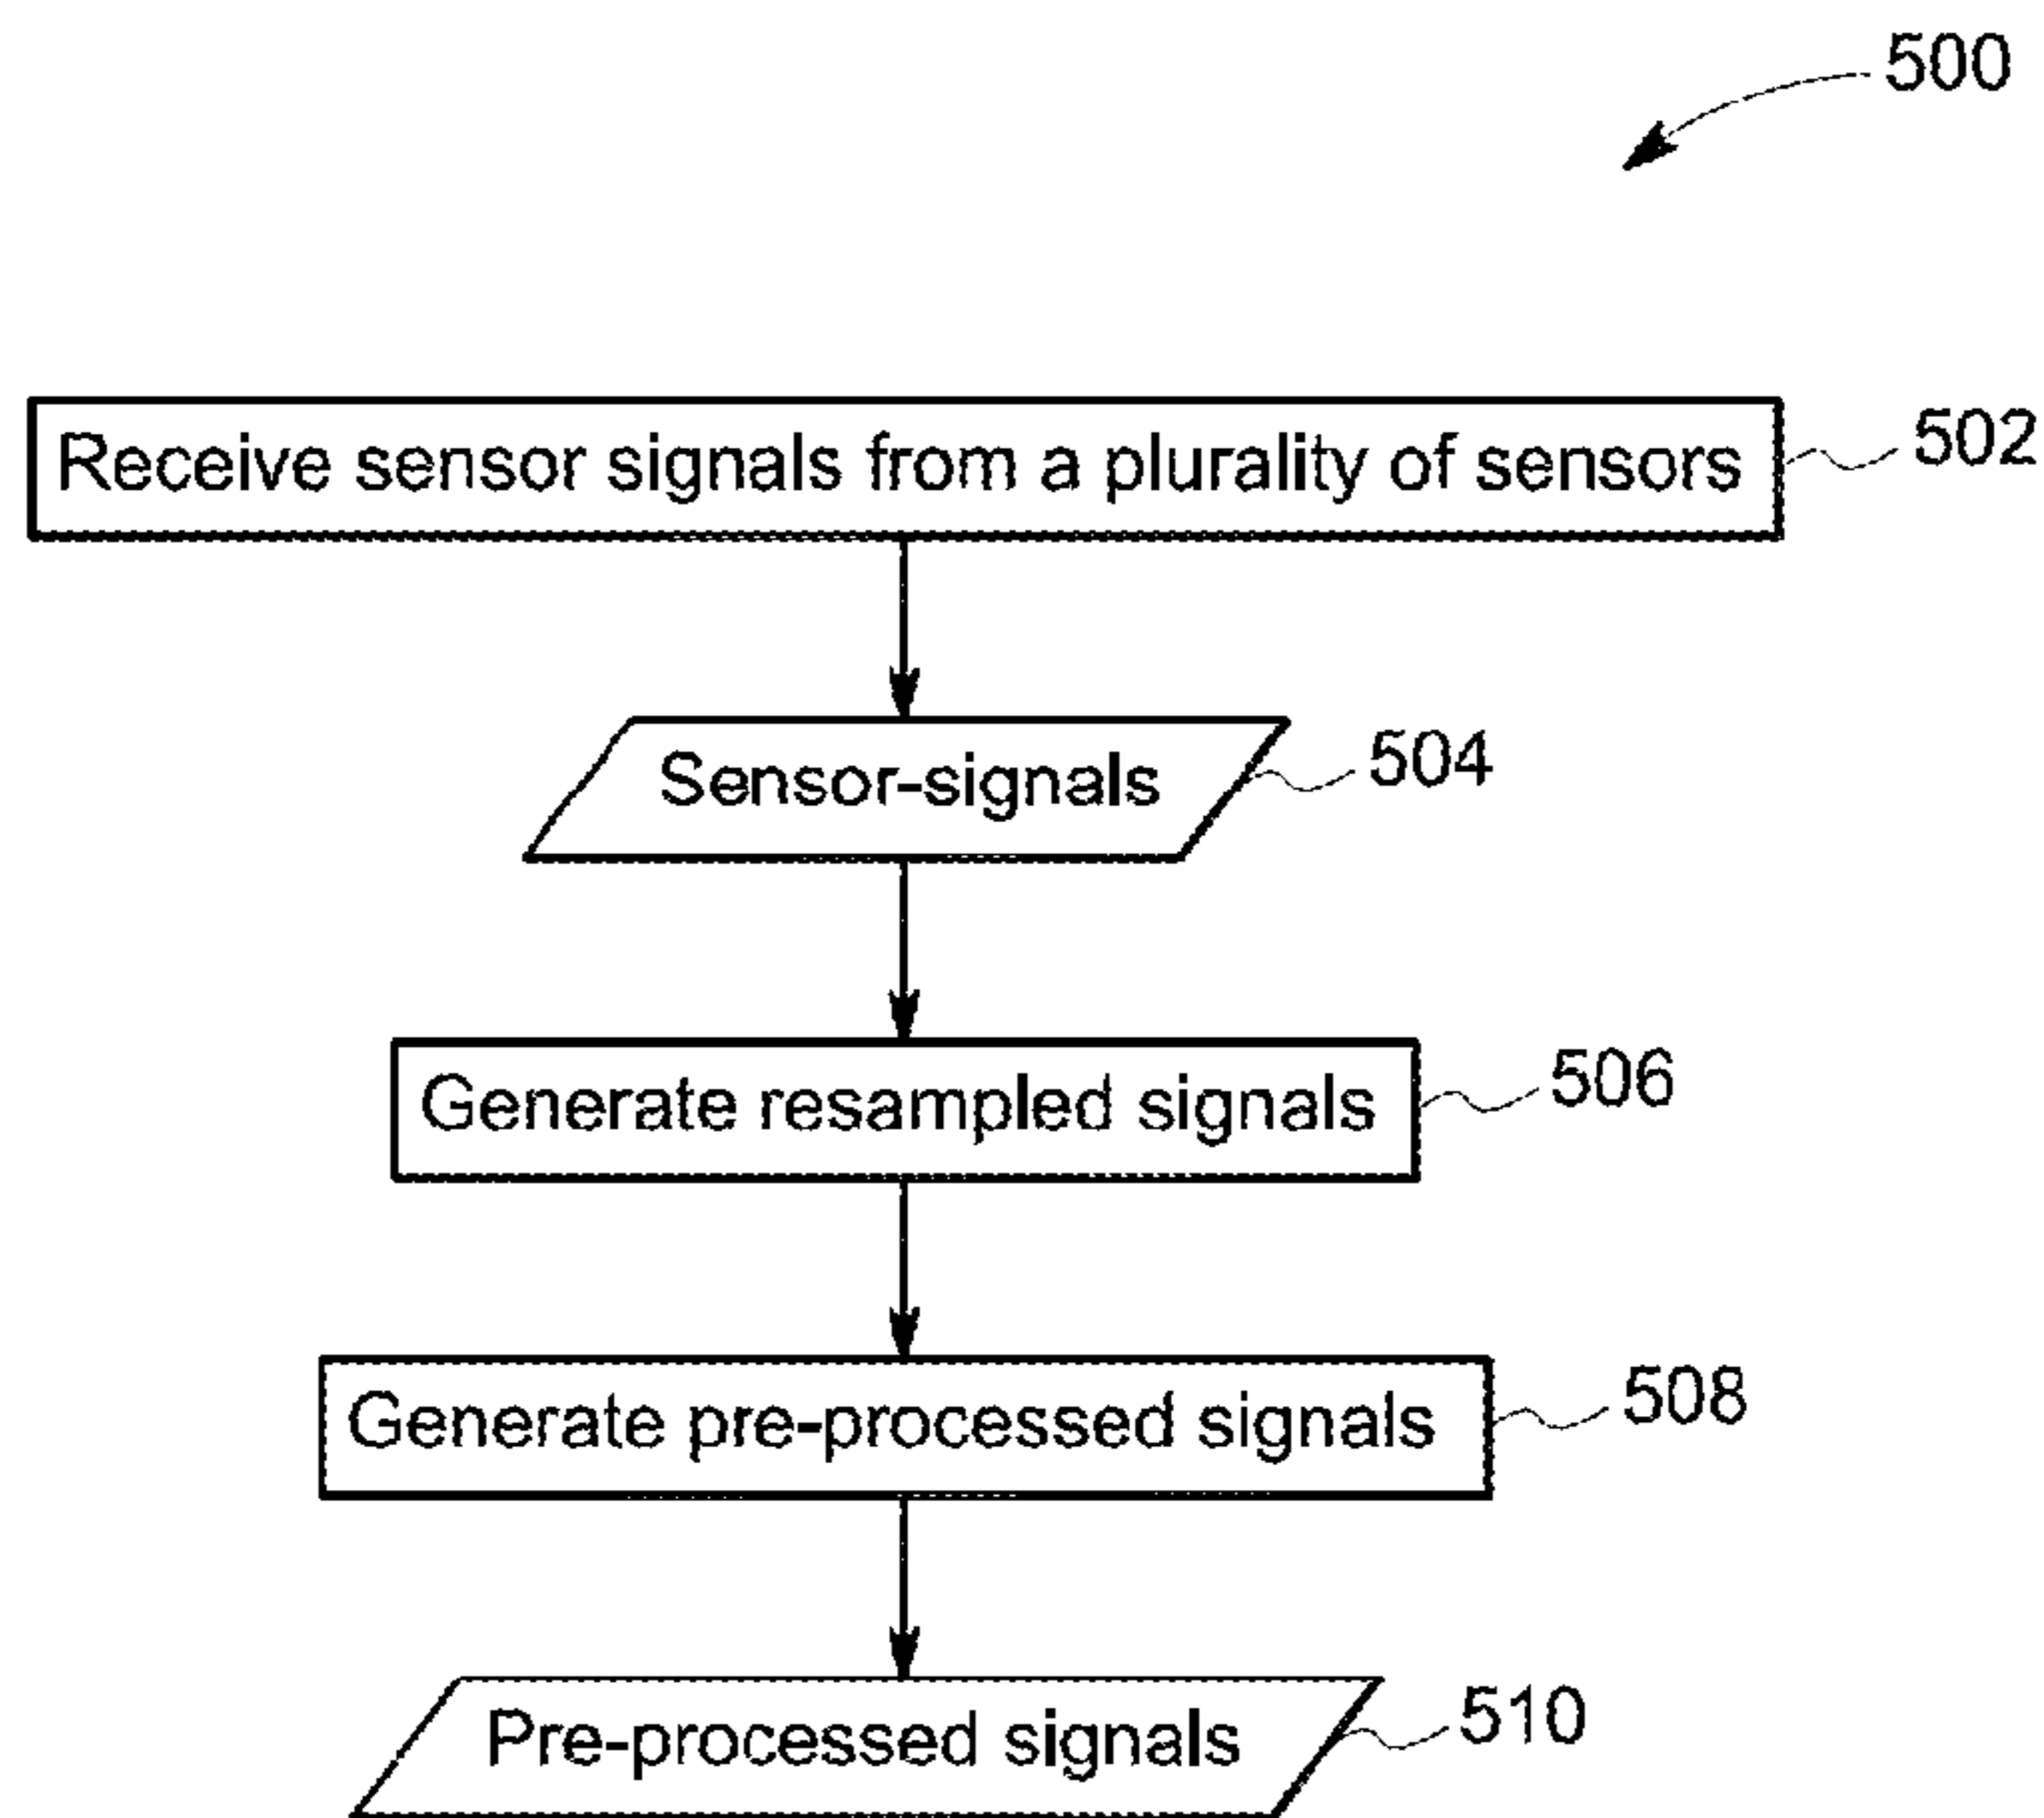 500
Receive sensor signals from a plurality of sensors 502
Sensor-signals 504
Generate resampled signals 506
Generate pre-processed signals 508
Pre-processed signals 510